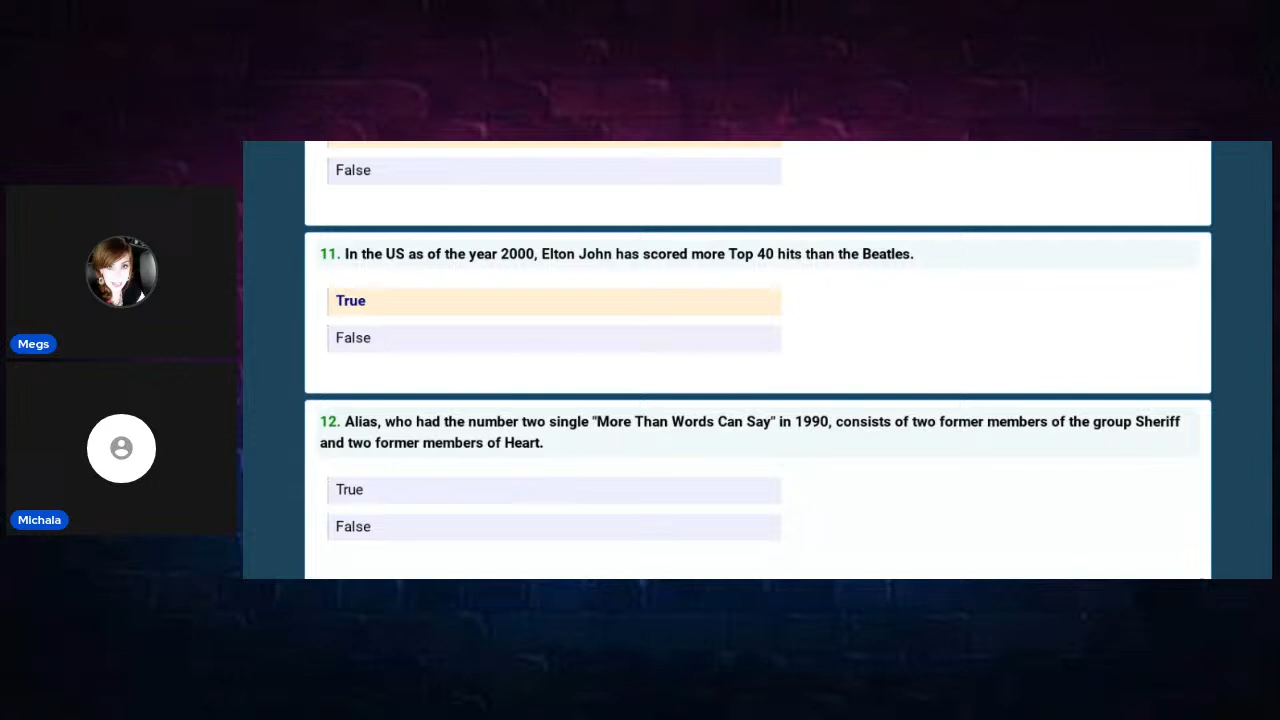 False
11. In the US as of the year 2000, Elton John has scored more Top 40 hits than the Beatles.
True
False
12. Alias, who had the number two single "More Than Words Can Say" in 1990, consists of two former members of the group Sheriff
and two former members of Heart.
True
False
Megs
Michala